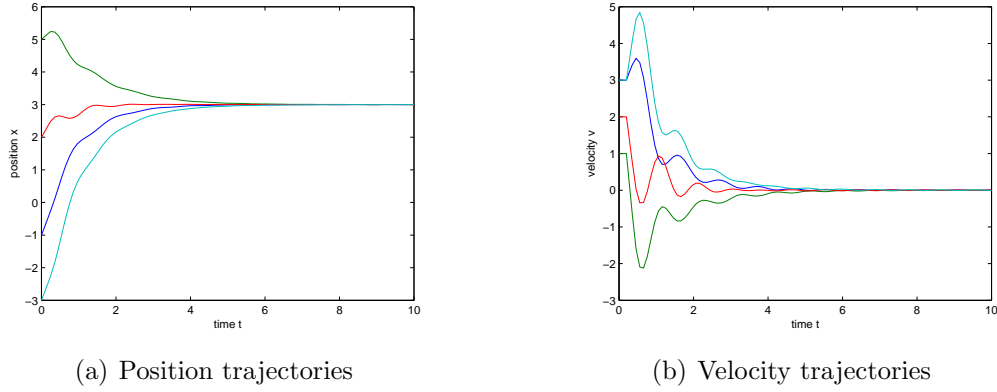 6
5
4
3
2
1
0
−1
−2
−3
0 2 4 6 8 10
position x
time t
(a) Position trajectories
5
4
3
2
1
0
−1
−2
−3
0 2 4 6 8 10
velocity v
time t
(b) Velocity trajectories